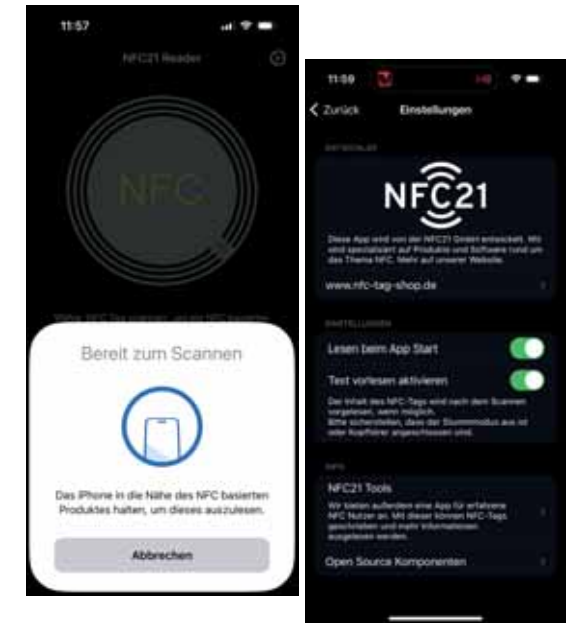 11:57
NFC21 Reader
NFC
Bereit zum Scannen
Das iPhone in die Nähe des NFC basierten
Produktes halten, um dieses auszulesen.
Abbrechen
11:59
Zurück
Einstellungen
ENTWICKLER
NFC21
Diese App wird von der NFC21 GmbH entwickelt. Wir
sind spezialisiert auf Produkte und Software rund um
das Thema NFC. Mehr auf unserer Website.
www.nfc-tag-shop.de
EINSTELLUNGEN
Lesen beim App Start
Text vorlesen aktivieren
Der Inhalt des NFC-Tags wird nach dem Scannen
vorgelesen, wenn möglich.
Bitte sicherstellen, dass der Stummmodus aus ist
oder Kopfhörer angeschlossen sind.
INFO
NFC21 Tools
Wir bieten außerdem eine App für erfahrene
NFC Nutzer an. Mit dieser können NFC-Tags
geschrieben und mehr Informationen
ausgelesen werden.
Open Source Komponenten